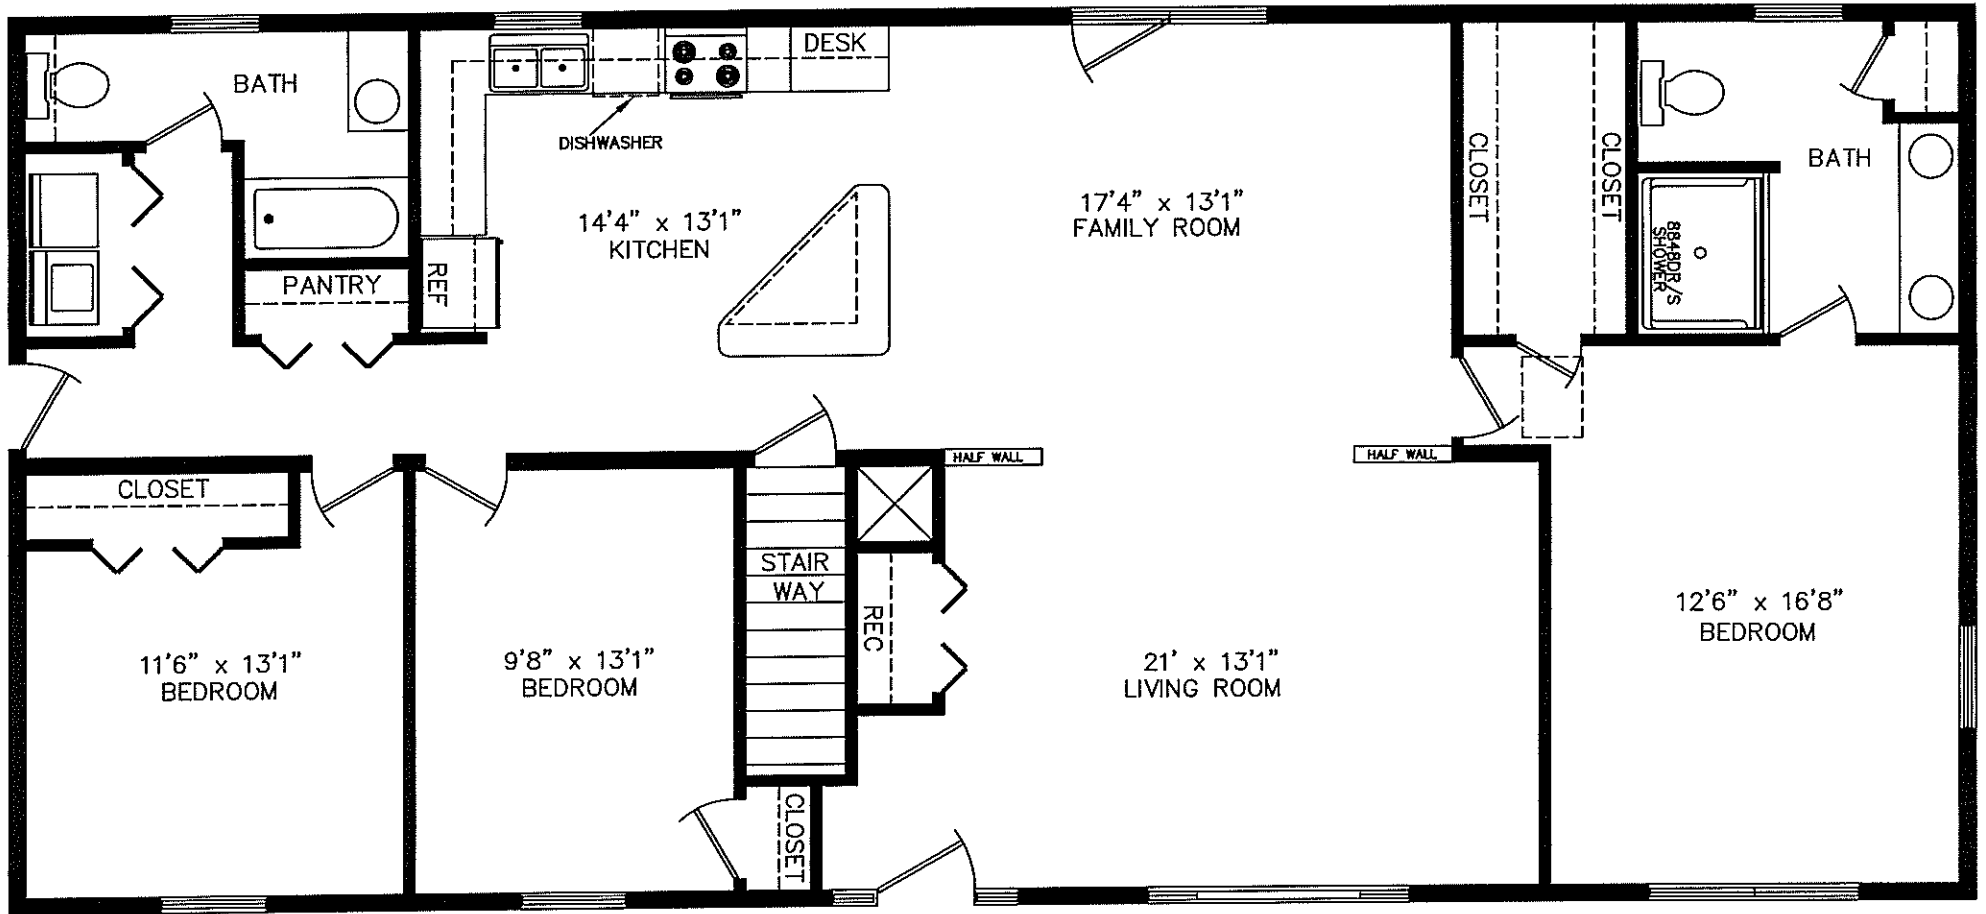 DESK
BATH
DISHWASHER
CLOSET
CLOSET
BATH
14'4" x 13'1"
KITCHEN
17'4" x 13'1"
FAMILY ROOM
8848DR/S
SHOWER
REF
PANTRY
HALF WALL
HALF WALL
CLOSET
STAIR
WAY
REC
12'6" x 16'8"
BEDROOM
11'6" x 13'1"
BEDROOM
9'8" x 13'1"
BEDROOM
21' x 13'1"
LIVING ROOM
CLOSET